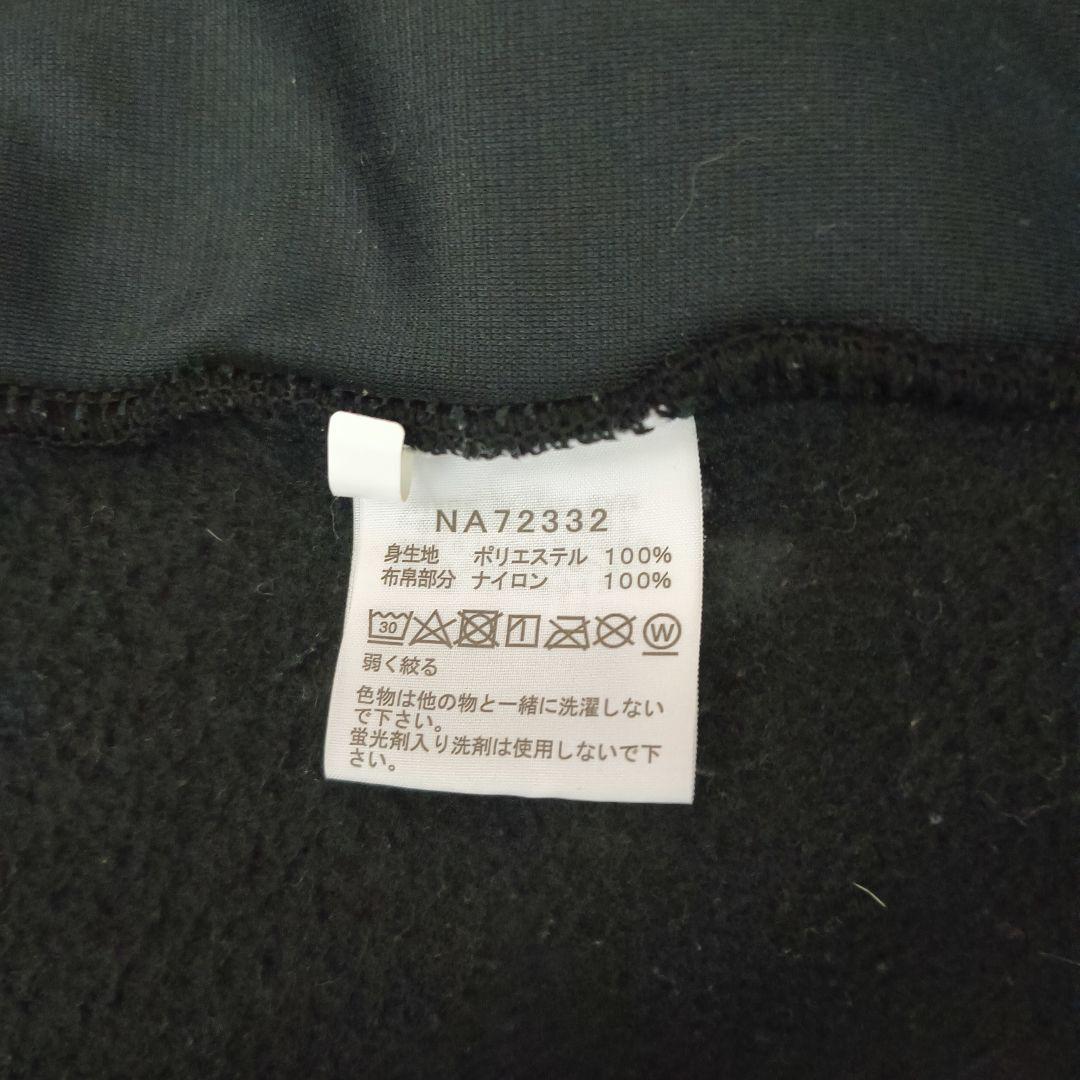 NA72332
身生地 ポリエステル 100%
布帛部分 ナイロン 100%
30 W
弱く絞る
色物は他の物と一緒に洗濯しない
で下さい。
蛍光剤入り洗剤は使用しないで下
さい。